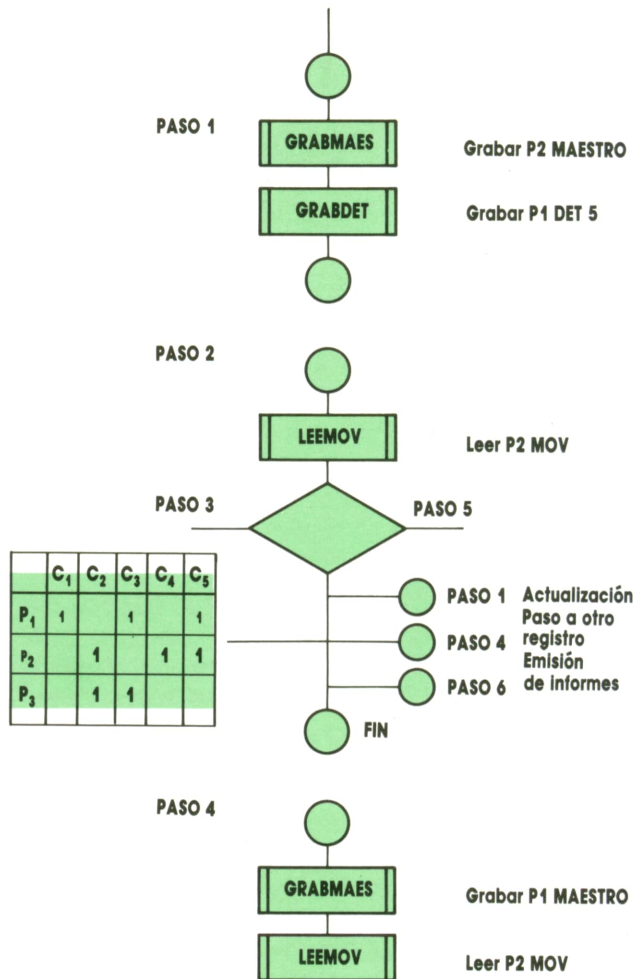 PASO 1
GRABMAES
Grabar P2 MAESTRO
GRABDET
Grabar P1 DET 5
PASO 2
LEEMOV
Leer P2 MOV
PASO 3
PASO 5
C1 C2 C3 C4 C5
P1 1 1 1
P2 1 1 1
P3 1 1
PASO 1 Actualización
Paso a otro
PASO 4 registro
Emisión
PASO 6 de informes
FIN
PASO 4
GRABMAES
Grabar P1 MAESTRO
LEEMOV
Leer P2 MOV